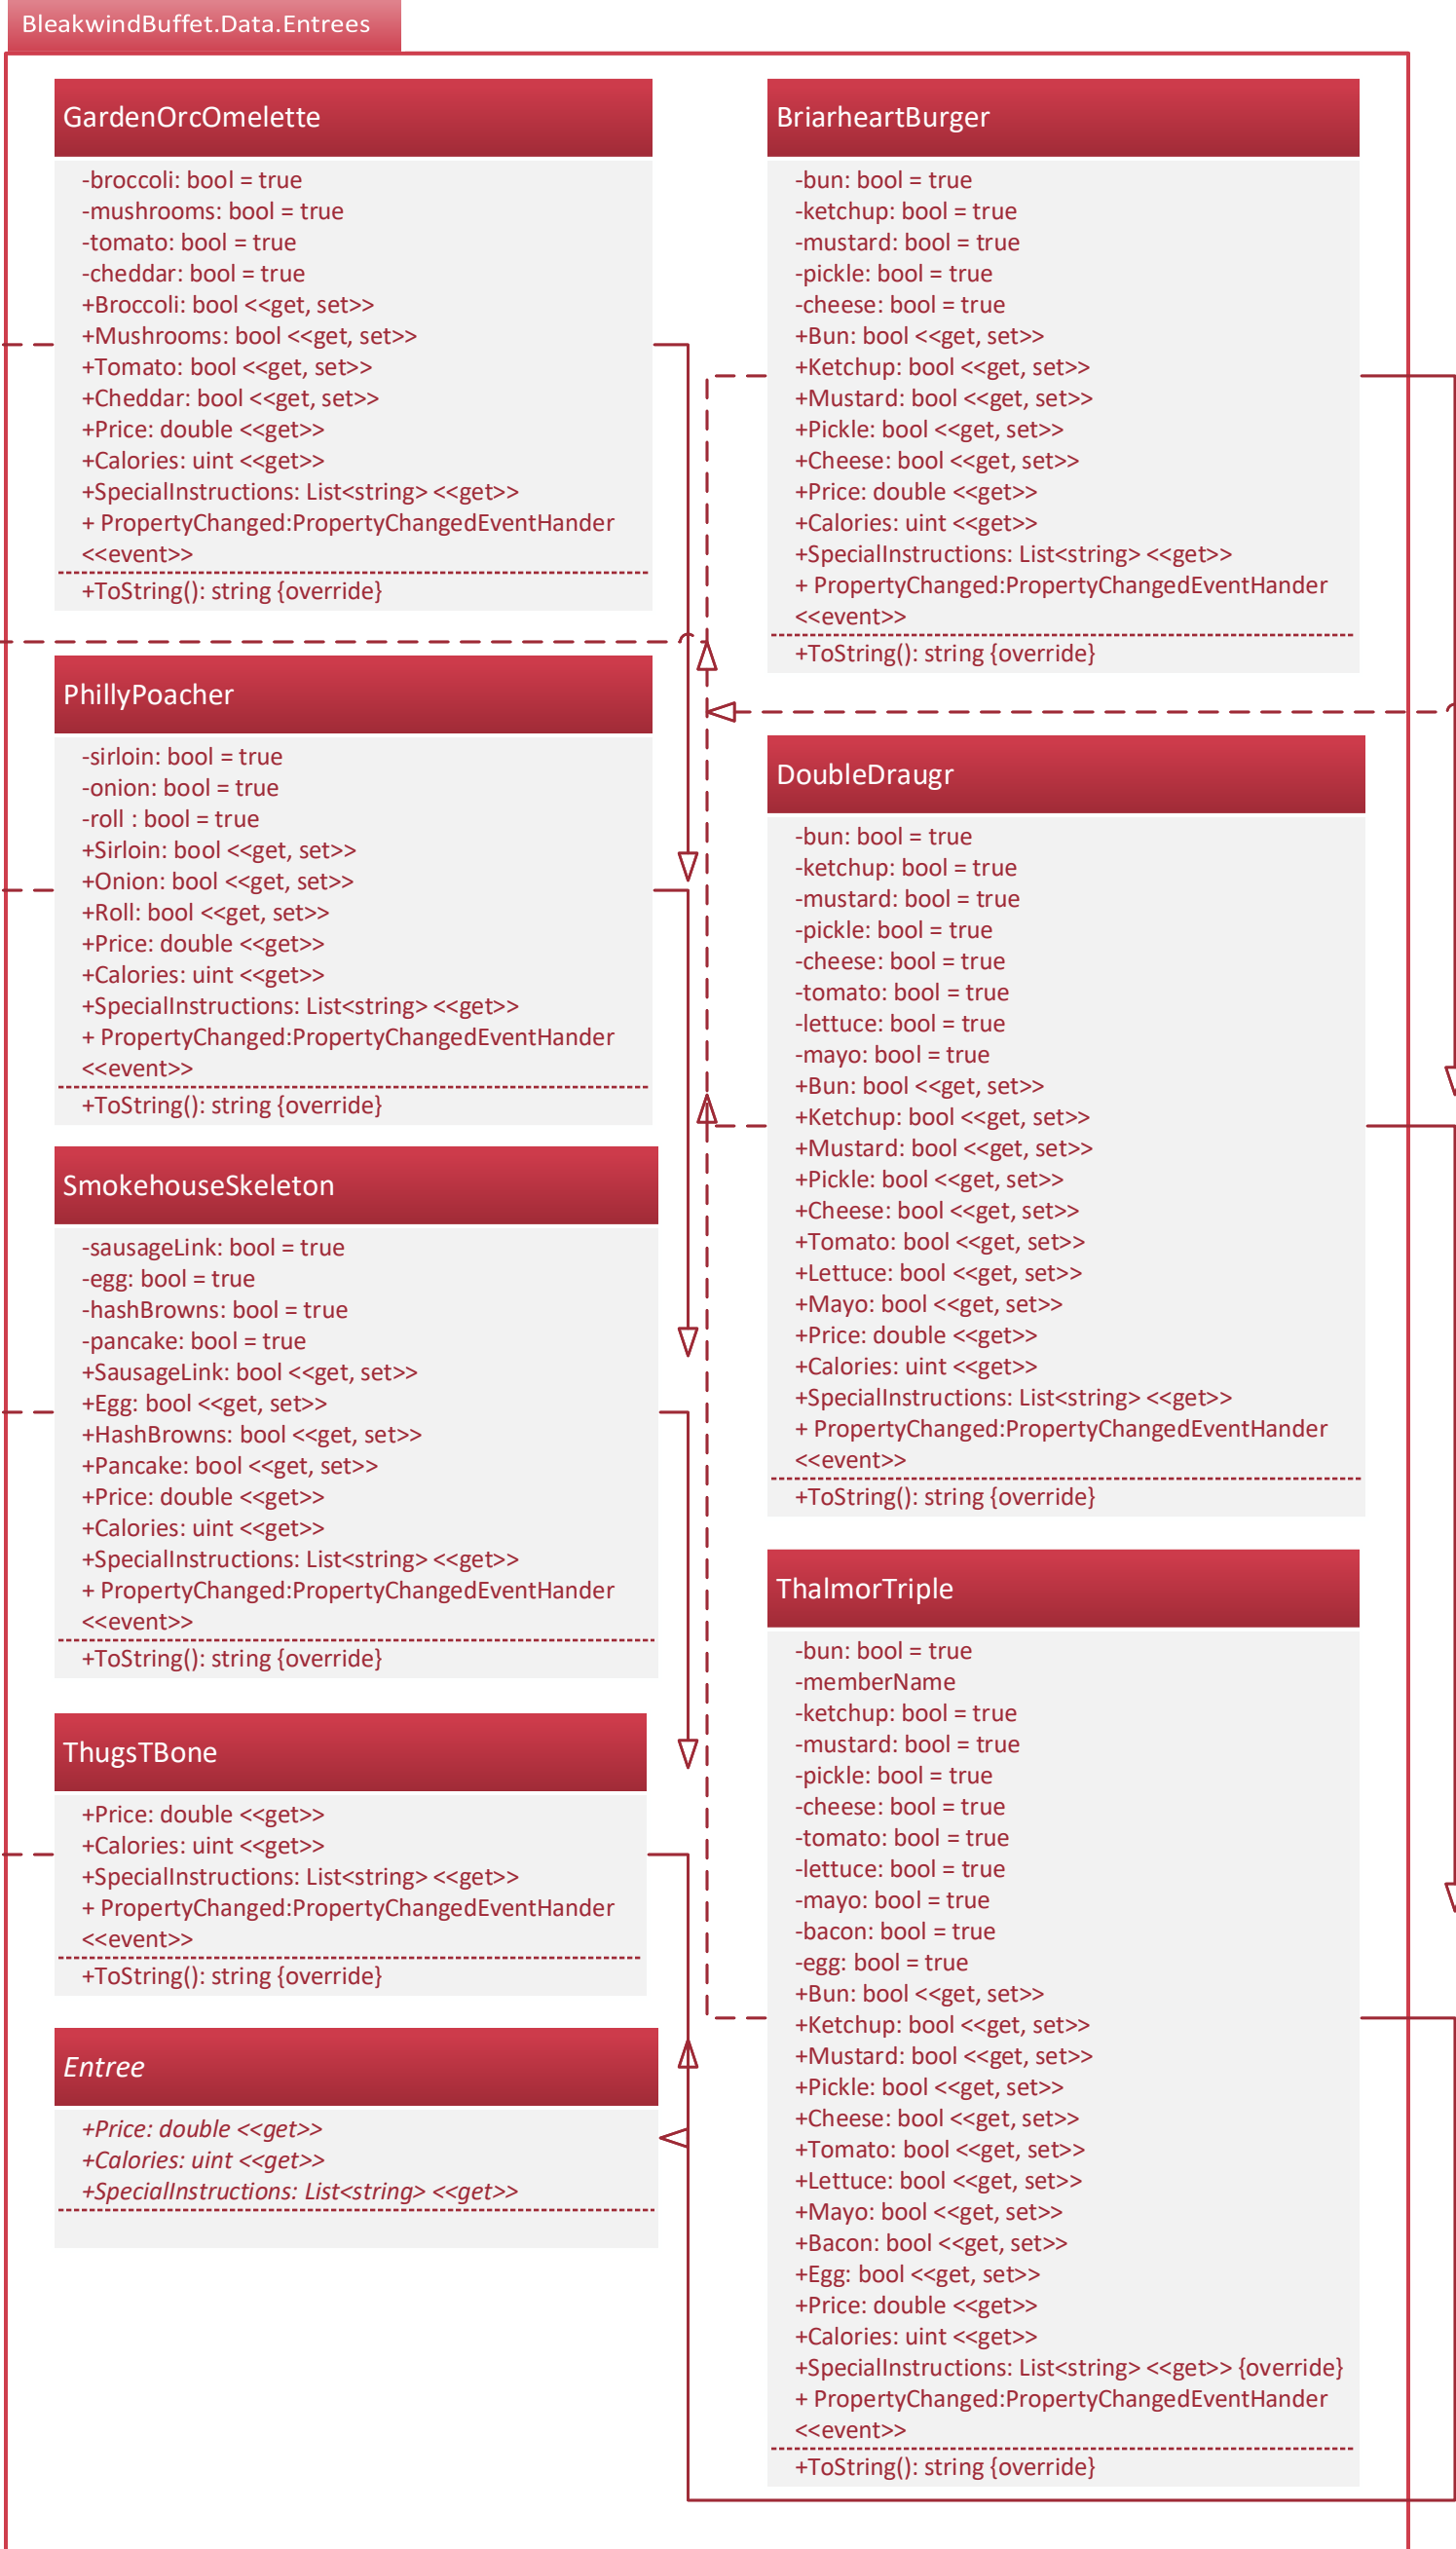 BleakwindBuffet.Data.Entrees
GardenOrcOmelette
-broccoli: bool = true
-mushrooms: bool = true
-tomato: bool = true
-cheddar: bool = true
+Broccoli: bool <<get, set>>
+Mushrooms: bool <<get, set>>
+Tomato: bool <<get, set>>
+Cheddar: bool <<get, set>>
+Price: double <<get>>
+Calories: uint <<get>>
+SpecialInstructions: List<string> <<get>>
+ PropertyChanged:PropertyChangedEventHander
<<event>>
+ToString(): string {override}
PhillyPoacher
-sirloin: bool = true
-onion: bool = true
-roll : bool = true
+Sirloin: bool <<get, set>>
+Onion: bool <<get, set>>
+Roll: bool <<get, set>>
+Price: double <<get>>
+Calories: uint <<get>>
+SpecialInstructions: List<string> <<get>>
+ PropertyChanged:PropertyChangedEventHander
<<event>>
+ToString(): string {override}
SmokehouseSkeleton
-sausageLink: bool = true
-egg: bool = true
-hashBrowns: bool = true
-pancake: bool = true
+SausageLink: bool <<get, set>>
+Egg: bool <<get, set>>
+HashBrowns: bool <<get, set>>
+Pancake: bool <<get, set>>
+Price: double <<get>>
+Calories: uint <<get>>
+SpecialInstructions: List<string> <<get>>
+ PropertyChanged:PropertyChangedEventHander
<<event>>
+ToString(): string {override}
ThugsTBone
+Price: double <<get>>
+Calories: uint <<get>>
+SpecialInstructions: List<string> <<get>>
+ PropertyChanged:PropertyChangedEventHander
<<event>>
+ToString(): string {override}
Entree
+Price: double <<get>>
+Calories: uint <<get>>
+SpecialInstructions: List<string> <<get>>
BriarheartBurger
-bun: bool = true
-ketchup: bool = true
-mustard: bool = true
-pickle: bool = true
-cheese: bool = true
+Bun: bool <<get, set>>
+Ketchup: bool <<get, set>>
+Mustard: bool <<get, set>>
+Pickle: bool <<get, set>>
+Cheese: bool <<get, set>>
+Price: double <<get>>
+Calories: uint <<get>>
+SpecialInstructions: List<string> <<get>>
+ PropertyChanged:PropertyChangedEventHander
<<event>>
+ToString(): string {override}
DoubleDraugr
-bun: bool = true
-ketchup: bool = true
-mustard: bool = true
-pickle: bool = true
-cheese: bool = true
-tomato: bool = true
-lettuce: bool = true
-mayo: bool = true
+Bun: bool <<get, set>>
+Ketchup: bool <<get, set>>
+Mustard: bool <<get, set>>
+Pickle: bool <<get, set>>
+Cheese: bool <<get, set>>
+Tomato: bool <<get, set>>
+Lettuce: bool <<get, set>>
+Mayo: bool <<get, set>>
+Price: double <<get>>
+Calories: uint <<get>>
+SpecialInstructions: List<string> <<get>>
+ PropertyChanged:PropertyChangedEventHander
<<event>>
+ToString(): string {override}
ThalmorTriple
-bun: bool = true
-memberName
-ketchup: bool = true
-mustard: bool = true
-pickle: bool = true
-cheese: bool = true
-tomato: bool = true
-lettuce: bool = true
-mayo: bool = true
-bacon: bool = true
-egg: bool = true
+Bun: bool <<get, set>>
+Ketchup: bool <<get, set>>
+Mustard: bool <<get, set>>
+Pickle: bool <<get, set>>
+Cheese: bool <<get, set>>
+Tomato: bool <<get, set>>
+Lettuce: bool <<get, set>>
+Mayo: bool <<get, set>>
+Bacon: bool <<get, set>>
+Egg: bool <<get, set>>
+Price: double <<get>>
+Calories: uint <<get>>
+SpecialInstructions: List<string> <<get>> {override}
+ PropertyChanged:PropertyChangedEventHander
<<event>>
+ToString(): string {override}